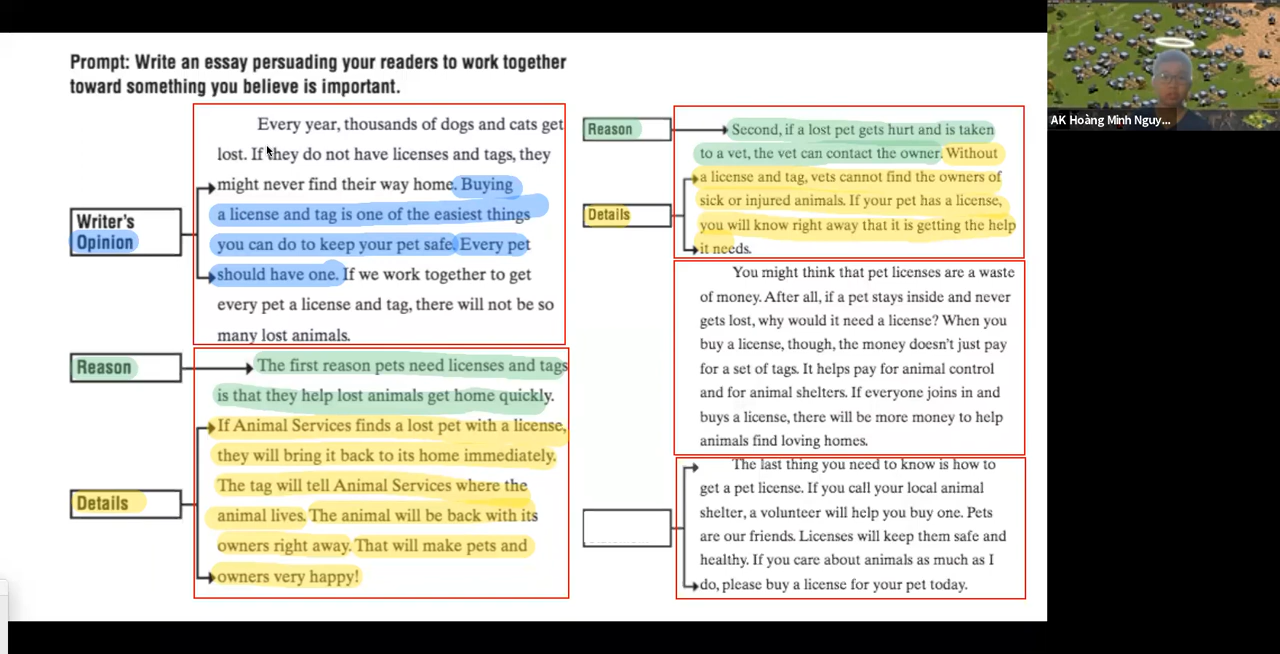 Prompt: Write an essay persuading your readers to work together
toward something you believe is important.
Writer's
Opinion
Every year, thousands of dogs and cats get
lost. If they do not have licenses and tags, they
might never find their way home. Buying
a license and tag is one of the easiest things
you can do to keep your pet safe. Every pet
should have one. If we work together to get
every pet a license and tag, there will not be so
many lost animals.
Reason
The first reason pets need licenses and tags
is that they help lost animals get home quickly.
Details
If Animal Services finds a lost pet with a license,
they will bring it back to its home immediately.
The tag will tell Animal Services where the
animal lives. The animal will be back with its
owners right away. That will make pets and
owners very happy!
Reason
Second, if a lost pet gets hurt and is taken
to a vet, the vet can contact the owner. Without
Details
a license and tag, vets cannot find the owners of
sick or injured animals. If your pet has a license,
you will know right away that it is getting the help
it needs.
You might think that pet licenses are a waste
of money. After all, if a pet stays inside and never
gets lost, why would it need a license? When you
buy a license, though, the money doesn't just pay
for a set of tags. It helps pay for animal control
and for animal shelters. If everyone joins in and
buys a license, there will be more money to help
animals find loving homes.
The last thing you need to know is how to
get a pet license. If you call your local animal
shelter, a volunteer will help you buy one. Pets
are our friends. Licenses will keep them safe and
healthy. If you care about animals as much as I
do, please buy a license for your pet today.
AK Hoàng Minh Nguy...